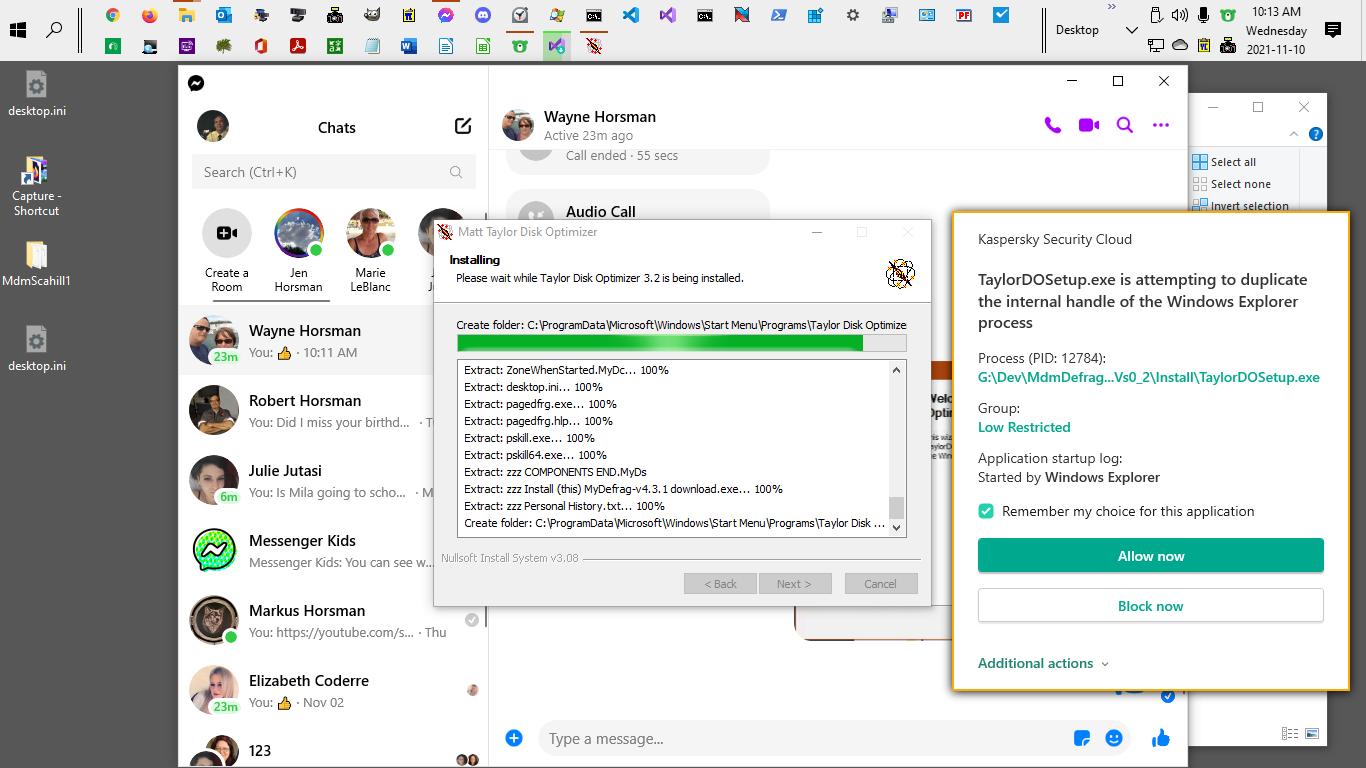 Desktop
»
10:13 AM
Wednesday
2021-11-10
desktop.ini
Capture -
Shortcut
MdmScahill1
desktop.ini
Chats
Search (Ctrl+K)
Create a
Room
Jen
Horsman
Marie
LeBlanc
Wayne Horsman
You: 👍 · 10:11 AM
23m
Robert Horsman
You: Did I miss your birthd... · T
Julie Jutasi
You: Is Mila going to scho... · M
6m
Messenger Kids
Messenger Kids: You can see w...
Markus Horsman
You: https://youtube.com/s... · Thu
Elizabeth Coderre
You: 👍 · Nov 02
23m
123
Wayne Horsman
Active 23m ago
Call ended · 55 secs
Audio Call
Type a message...
Matt Taylor Disk Optimizer
Installing
Please wait while Taylor Disk Optimizer 3.2 is being installed.
Create folder: C:\ProgramData\Microsoft\Windows\Start Menu\Programs\Taylor Disk Optimize
Extract: ZoneWhenStarted.MyDc... 100%
Extract: desktop.ini... 100%
Extract: pagedfrg.exe... 100%
Extract: pagedfrg.hlp... 100%
Extract: pskill.exe... 100%
Extract: pskill64.exe... 100%
Extract: zzz COMPONENTS END.MyDs
Extract: zzz Install (this) MyDefrag-v4.3.1 download.exe... 100%
Extract: zzz Personal History.txt... 100%
Create folder: C:\ProgramData\Microsoft\Windows\Start Menu\Programs\Taylor Disk ...
Nullsoft Install System v3.08
< Back
Next >
Cancel
Select all
Select none
Invert selection
Kaspersky Security Cloud
TaylorDOSetup.exe is attempting to duplicate
the internal handle of the Windows Explorer
process
Process (PID: 12784):
G:\Dev\MdmDefrag...Vs0_2\Install\TaylorDOSetup.exe
Group:
Low Restricted
Application startup log:
Started by Windows Explorer
Remember my choice for this application
Allow now
Block now
Additional actions